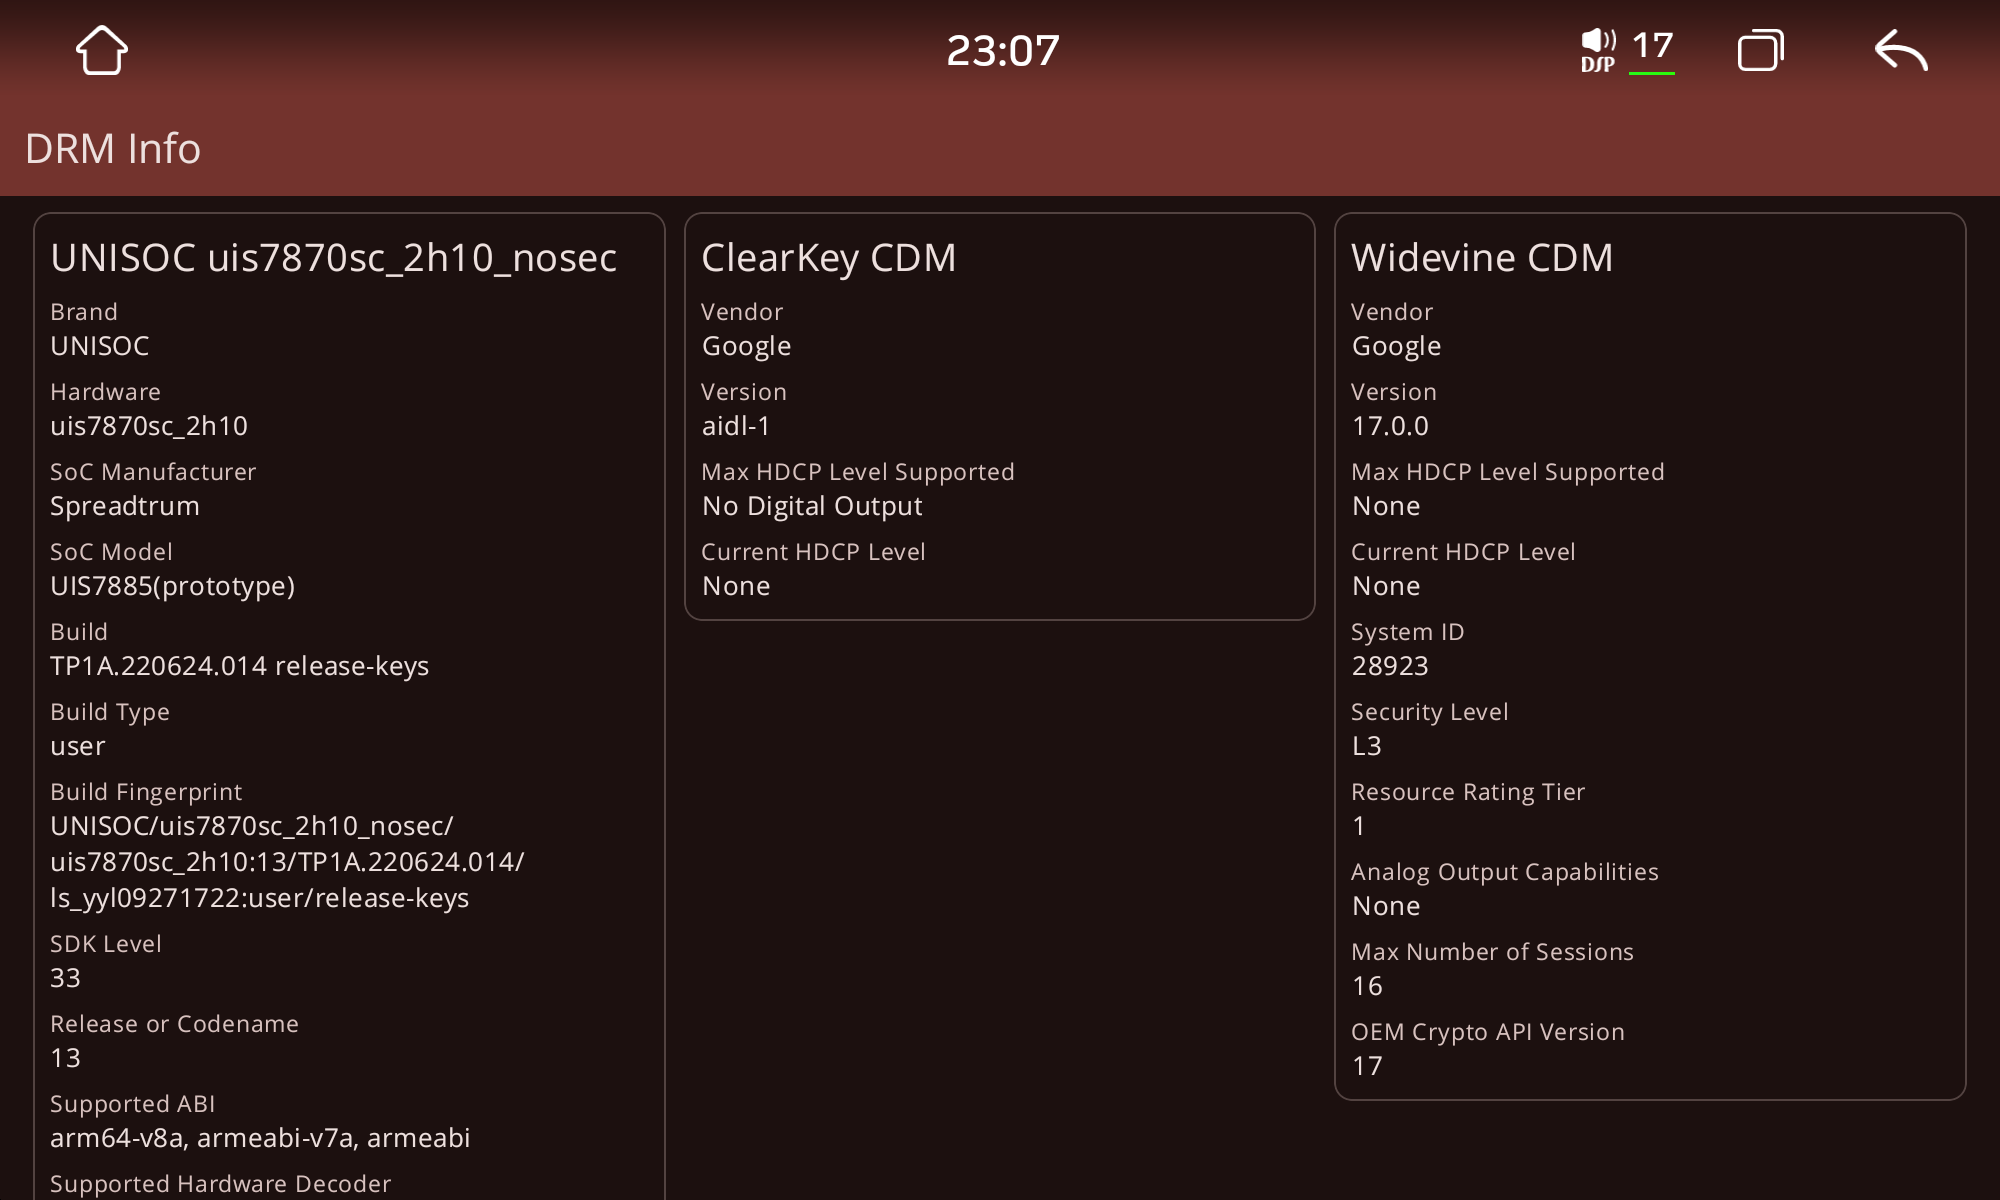 23:07
DSP
17
DRM Info
UNISOC uis7870sc_2h10_nosec
Brand
UNISOC
Hardware
uis7870sc_2h10
SoC Manufacturer
Spreadtrum
SoC Model
UIS7885(prototype)
Build
TP1A.220624.014 release-keys
Build Type
user
Build Fingerprint
UNISOC/uis7870sc_2h10_nosec/
uis7870sc_2h10:13/TP1A.220624.014/
ls_yyl09271722:user/release-keys
SDK Level
33
Release or Codename
13
Supported ABI
arm64-v8a, armeabi-v7a, armeabi
Supported Hardware Decoder
ClearKey CDM
Vendor
Google
Version
aidl-1
Max HDCP Level Supported
No Digital Output
Current HDCP Level
None
Widevine CDM
Vendor
Google
Version
17.0.0
Max HDCP Level Supported
None
Current HDCP Level
None
System ID
28923
Security Level
L3
Resource Rating Tier
1
Analog Output Capabilities
None
Max Number of Sessions
16
OEM Crypto API Version
17